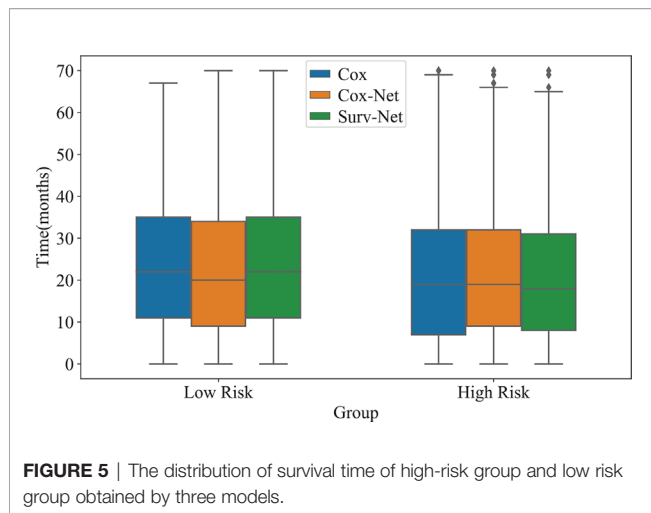 70
60
50
40
30
20
10
0
Time(months)
Cox
Cox-Net
Surv-Net
Low Risk
High Risk
Group
FIGURE 5 | The distribution of survival time of high-risk group and low risk
group obtained by three models.